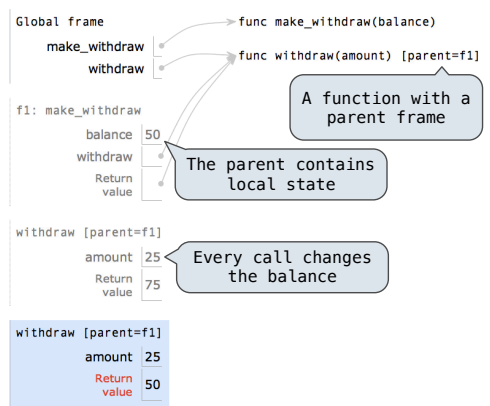 Global frame
make_withdraw
withdraw
func make_withdraw(balance)
func withdraw(amount) [parent=f1]
A function with a
parent frame
f1: make_withdraw
balance 50
withdraw
Return
value
The parent contains
local state
withdraw [parent=f1]
amount 25
Return
value 75
Every call changes
the balance
withdraw [parent=f1]
amount 25
Return
value 50